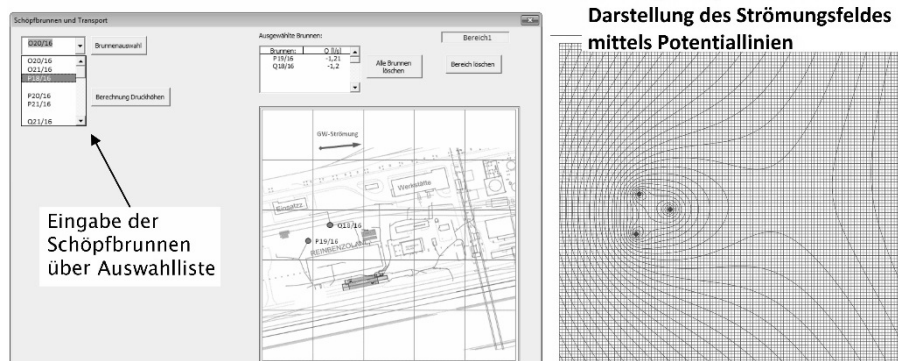 Schöpfbrunnen und Transport
O20/16
Brunnenauswahl
O20/16
O21/16
P18/16
P20/16
P21/16
Q21/16
Berechnung Druckhöhen
Eingabe der
Schöpfbrunnen
über Auswahlliste
Ausgewählte Brunnen:
Brunnen: Q [l/s]
P19/16 -1,21
Q18/16 -1,2
Alle Brunnen
löschen
Bereich1
Bereich löschen
GW-Strömung
Werkstätte
Einsatz
Q18/16
P19/16
REINBENZOLANL
Darstellung des Strömungsfeldes
mittels Potentiallinien